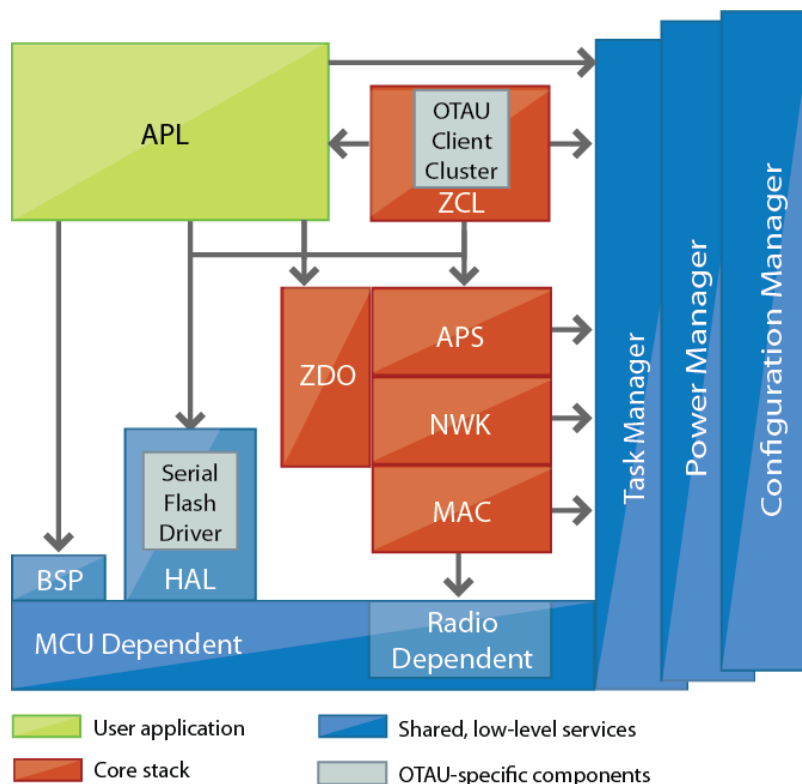 APL
OTAU
Client
Cluster
ZCL
ZDO
APS
NWK
MAC
Serial
Flash
Driver
BSP
HAL
MCU Dependent
Radio
Dependent
Task Manager
Power Manager
Configuration Manager
User application
Shared, low-level services
Core stack
OTAU-specific components